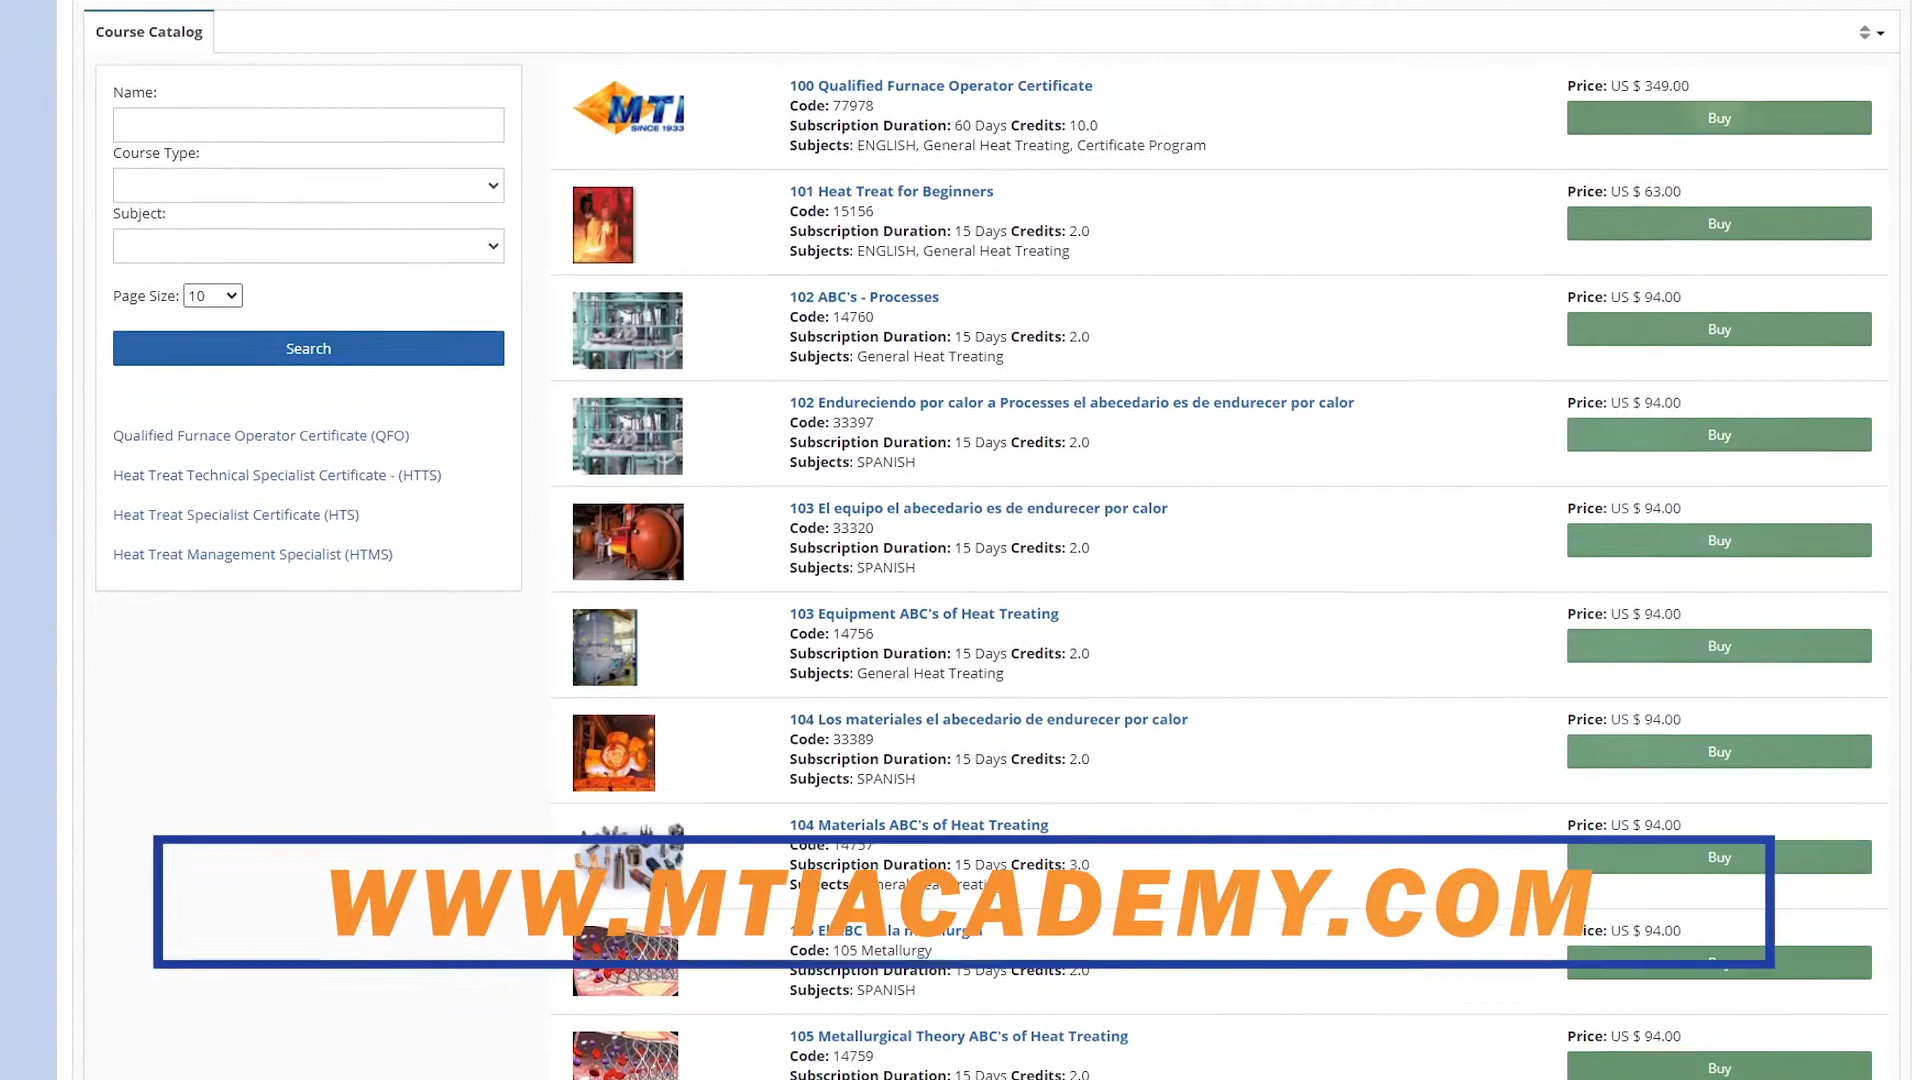 Course Catalog
Name:
Course Type:
Subject:
Page Size: 10
Search
Qualified Furnace Operator Certificate (QFO)
Heat Treat Technical Specialist Certificate - (HTTS)
Heat Treat Specialist Certificate (HTS)
Heat Treat Management Specialist (HTMS)
MTI
SINCE 1933
100 Qualified Furnace Operator Certificate
Code: 77978
Subscription Duration: 60 Days Credits: 10.0
Subjects: ENGLISH, General Heat Treating, Certificate Program
Price: US $ 349.00
Buy
101 Heat Treat for Beginners
Code: 15156
Subscription Duration: 15 Days Credits: 2.0
Subjects: ENGLISH, General Heat Treating
Price: US $ 63.00
Buy
102 ABC's - Processes
Code: 14760
Subscription Duration: 15 Days Credits: 2.0
Subjects: General Heat Treating
Price: US $ 94.00
Buy
102 Endureciendo por calor a Processes el abecedario es de endurecer por calor
Code: 33397
Subscription Duration: 15 Days Credits: 2.0
Subjects: SPANISH
Price: US $ 94.00
Buy
103 El equipo el abecedario es de endurecer por calor
Code: 33320
Subscription Duration: 15 Days Credits: 2.0
Subjects: SPANISH
Price: US $ 94.00
Buy
103 Equipment ABC's of Heat Treating
Code: 14756
Subscription Duration: 15 Days Credits: 2.0
Subjects: General Heat Treating
Price: US $ 94.00
Buy
104 Los materiales el abecedario de endurecer por calor
Code: 33389
Subscription Duration: 15 Days Credits: 2.0
Subjects: SPANISH
Price: US $ 94.00
Buy
104 Materials ABC's of Heat Treating
Code: 14757
Subscription Duration: 15 Days Credits: 3.0
Price: US $ 94.00
Buy
WWW.MTIACADEMY.COM
Code: 105 Metallurgy
Subscription Duration: 15 Days Credits: 2.0
Subjects: SPANISH
US $ 94.00
105 Metallurgical Theory ABC's of Heat Treating
Code: 14759
Subscription Duration: 15 Days Credits: 2.0
Price: US $ 94.00
Buy